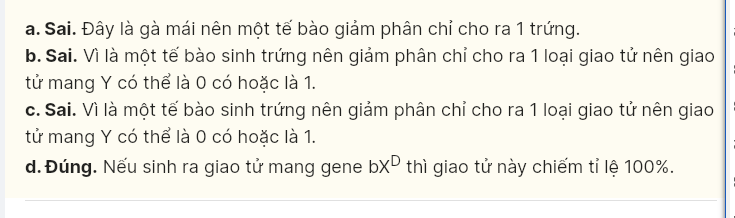 a. Sai. Đây là gà mái nên một tế bào giảm phân chỉ cho ra 1 trứng.
b. Sai. Vì là một tế bào sinh trứng nên giảm phân chỉ cho ra 1 loại giao tử nên giao
tử mang Y có thể là 0 có hoặc là 1.
c. Sai. Vì là một tế bào sinh trứng nên giảm phân chỉ cho ra 1 loại giao tử nên giao
tử mang Y có thể là 0 có hoặc là 1.
d. Đúng. Nếu sinh ra giao tử mang gene bX^D thì giao tử này chiếm tỉ lệ 100%.